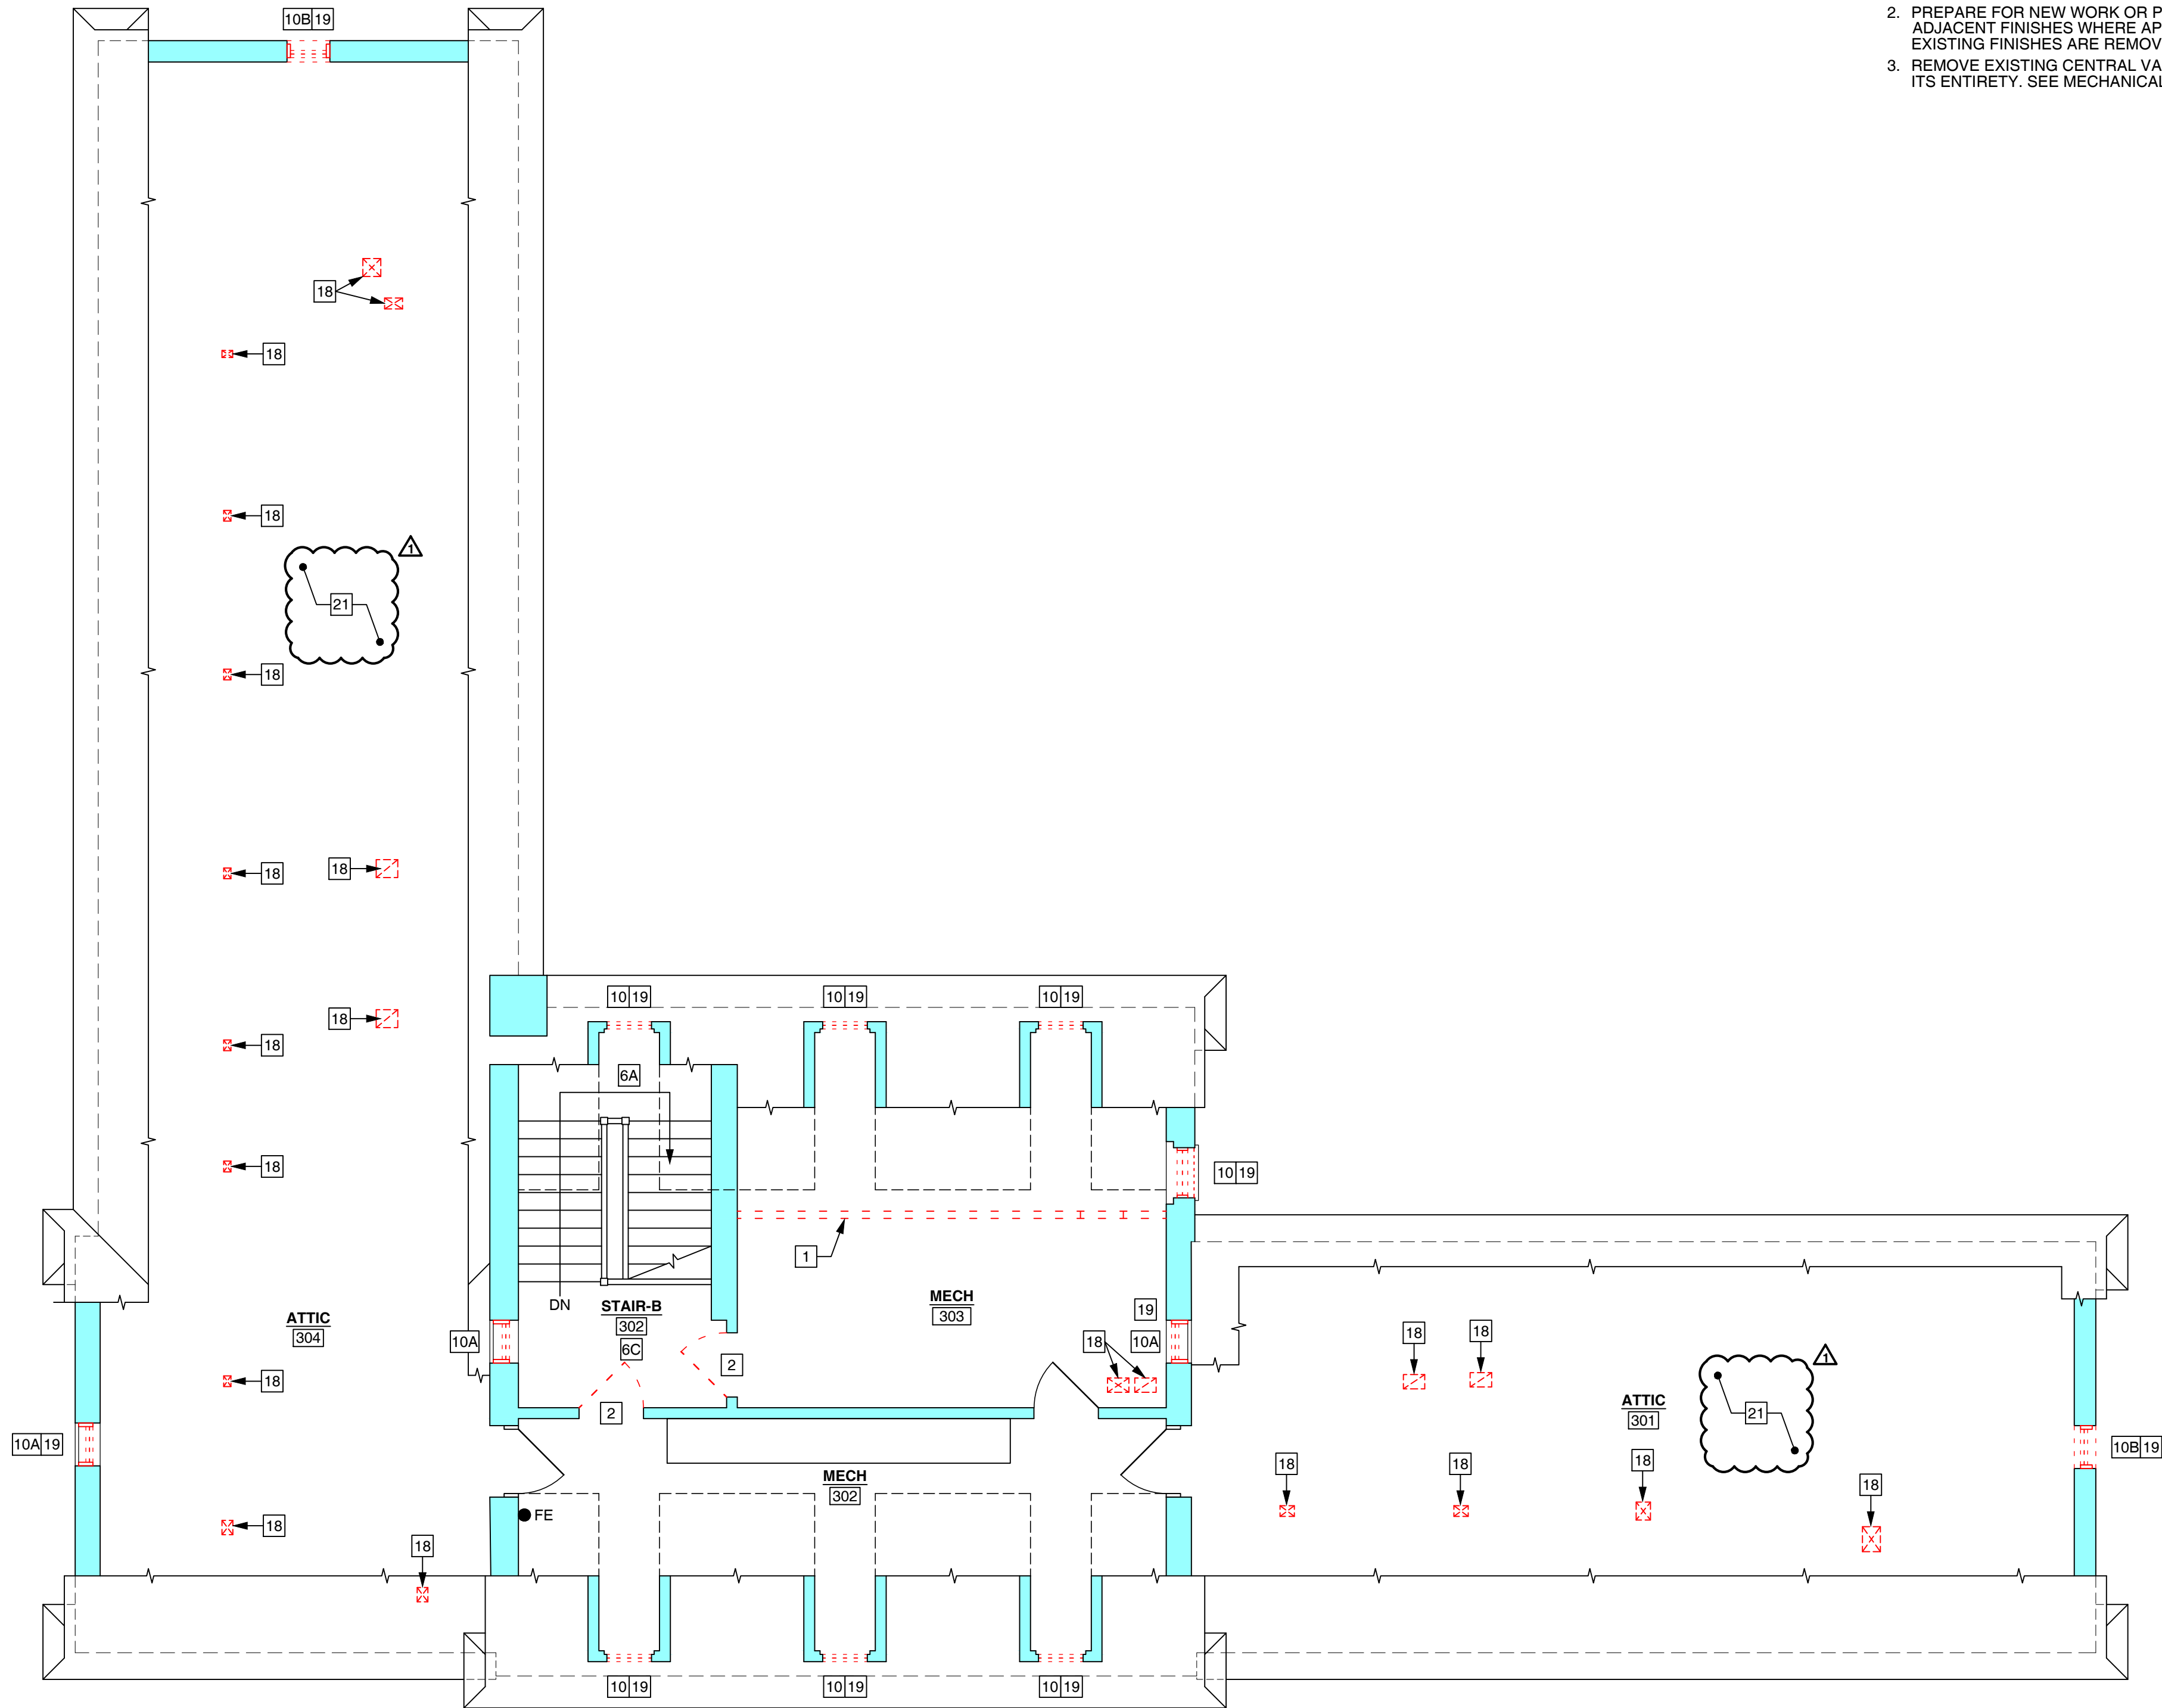 2. PREPARE FOR NEW WORK OR P
ADJACENT FINISHES WHERE AP
EXISTING FINISHES ARE REMOV
3. REMOVE EXISTING CENTRAL VA
ITS ENTIRETY. SEE MECHANICAL
10B 19
18
18
18
1
21
18
18
18
18
18
18
10 19
10 19
10 19
6A
10 19
1
DN
STAIR-B
302
6C
MECH
303
19
10A
18
ATTIC
304
10A
2
2
18
18
1
ATTIC
301
21
18
10A 19
10B 19
MECH
302
18
18
18
18
FE
18
18
10 19
10 19
10 19